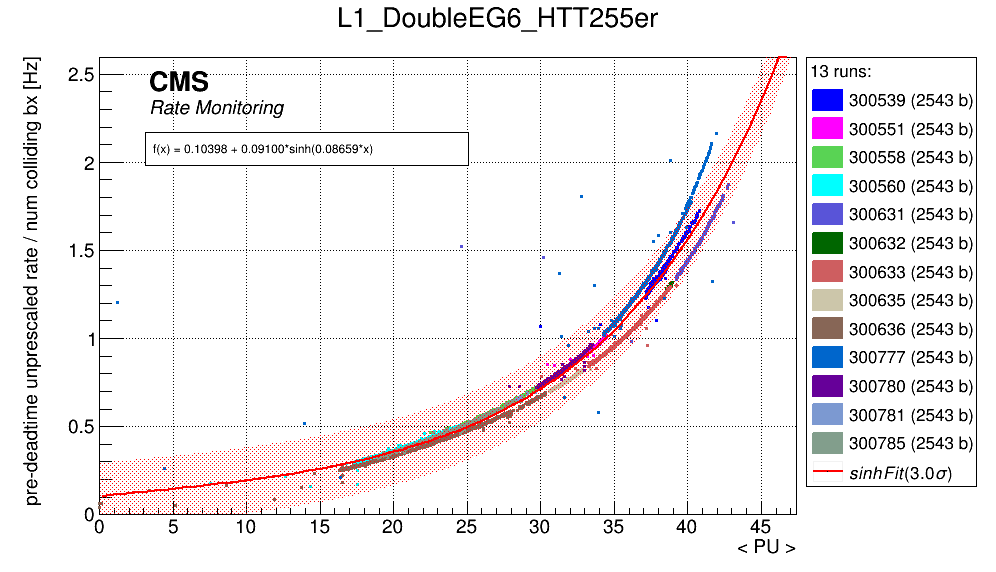 L1_DoubleEG6_HTT255er
pre-deadtime unprescaled rate / num colliding bx [Hz]
CMS
Rate Monitoring
f(x) = 0.10398 + 0.09100*sinh(0.08659*x)
2.5
2
1.5
1
0.5
0
0 5 10 15 20 25 30 35 40 45
< PU >
13 runs:
300539 (2543 b)
300551 (2543 b)
300558 (2543 b)
300560 (2543 b)
300631 (2543 b)
300632 (2543 b)
300633 (2543 b)
300635 (2543 b)
300636 (2543 b)
300777 (2543 b)
300780 (2543 b)
300781 (2543 b)
300785 (2543 b)
sinhFit(3.0σ)